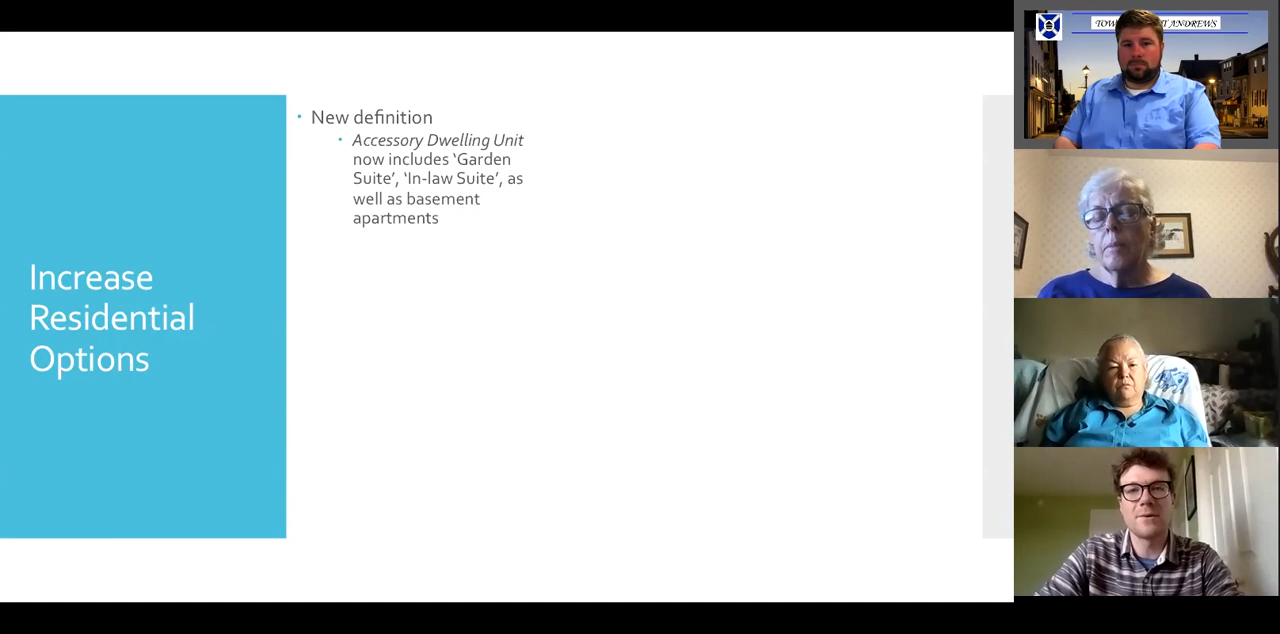 Increase
Residential
Options
• New definition
• Accessory Dwelling Unit
now includes ‘Garden
Suite’, ‘In-law Suite’, as
well as basement
apartments
ANDREWS